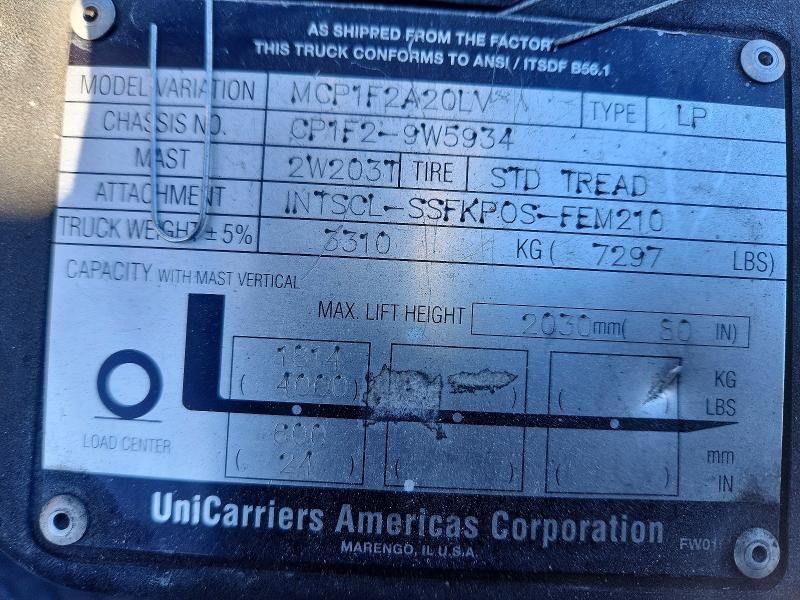 AS SHIPPED FROM THE FACTORY
THIS TRUCK CONFORMS TO ANSI / ITSDF B56.1
MODEL VARIATION MCP1F2A20LV TYPE LP
CHASSIS NO. CP1F2-9W5934
MAST 2W203T TIRE STD TREAD
ATTACHMENT INTSCL-SSFKPOS-FEM210
TRUCK WEIGHT ± 5% 3310 KG ( 7297 LBS)
CAPACITY WITH MAST VERTICAL
MAX. LIFT HEIGHT 2030mm( 80 IN)
1814 KG
( 4000) ( ( ) LBS
LOAD CENTER 600 mm
( 24 ) ( ) ( ) IN
UniCarriers Americas Corporation
MARENGO, IL U.S.A.